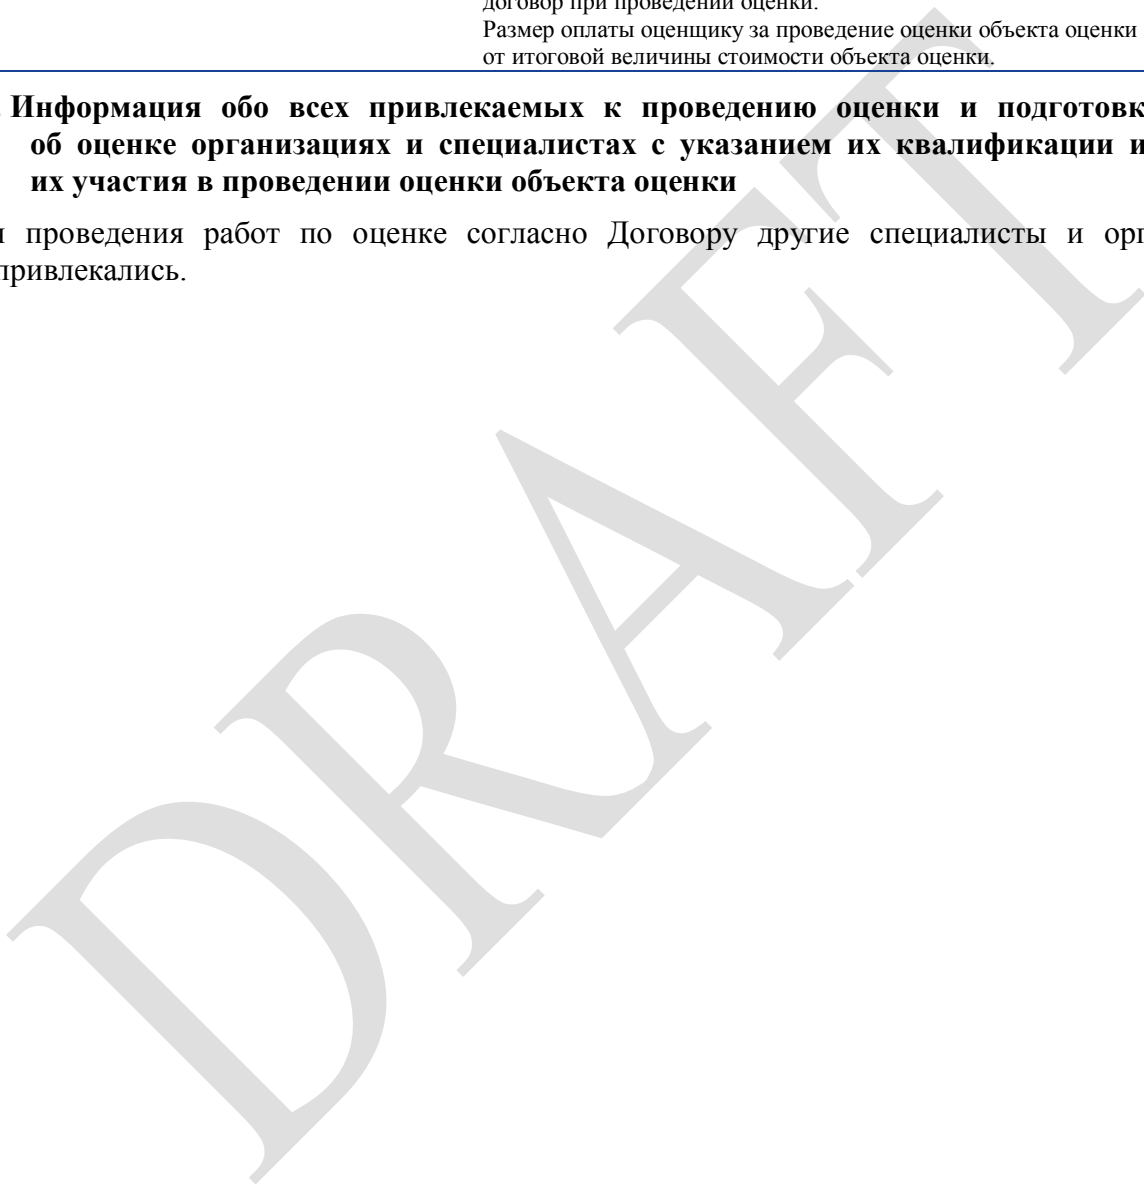 договор при проведении оценки.
Размер оплаты оценщику за проведение оценки объекта оценки
от итоговой величины стоимости объекта оценки.
Информация обо всех привлекаемых к проведению оценки и подготовк
об оценке организациях и специалистах с указанием их квалификации и
их участия в проведении оценки объекта оценки
проведения работ по оценке согласно Договору другие специалисты и орг
привлекались.
DRAFT